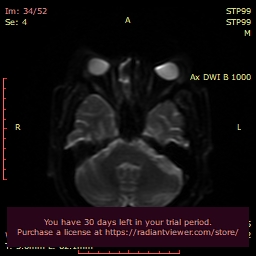 Im: 34/52
Se: 4
A
STP99
STP99
M
Ax DWI B 1000
R
L
You have 30 days left in your trial period.
Purchase a license at https://radiantviewer.com/store/